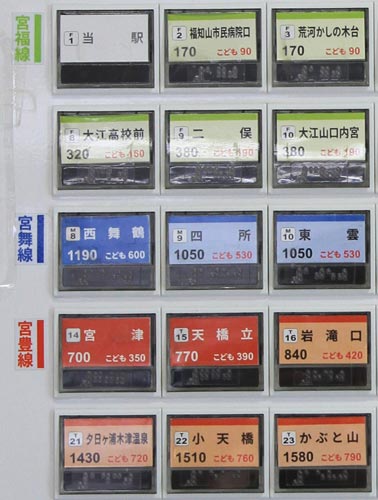 宮福線
F 1 当駅
F 2 福知山市民病院口
170 こども 90
F 3 荒河かしの木台
170 こども 90
F 8 大江高校前
320 こども 150
F 9 二俣
380 こども 190
F 10 大江山口内宮
380 こども 190
宮舞線
M 8 西舞鶴
1190 こども 600
M 9 四所
1050 こども 530
M 10 東雲
1050 こども 530
宮豊線
14 宮津
700 こども 350
T 15 天橋立
770 こども 390
T 16 岩滝口
840 こども 420
T 21 夕日ヶ浦木津温泉
1430 こども 720
T 22 小天橋
1510 こども 760
T 23 かぶと山
1580 こども 790